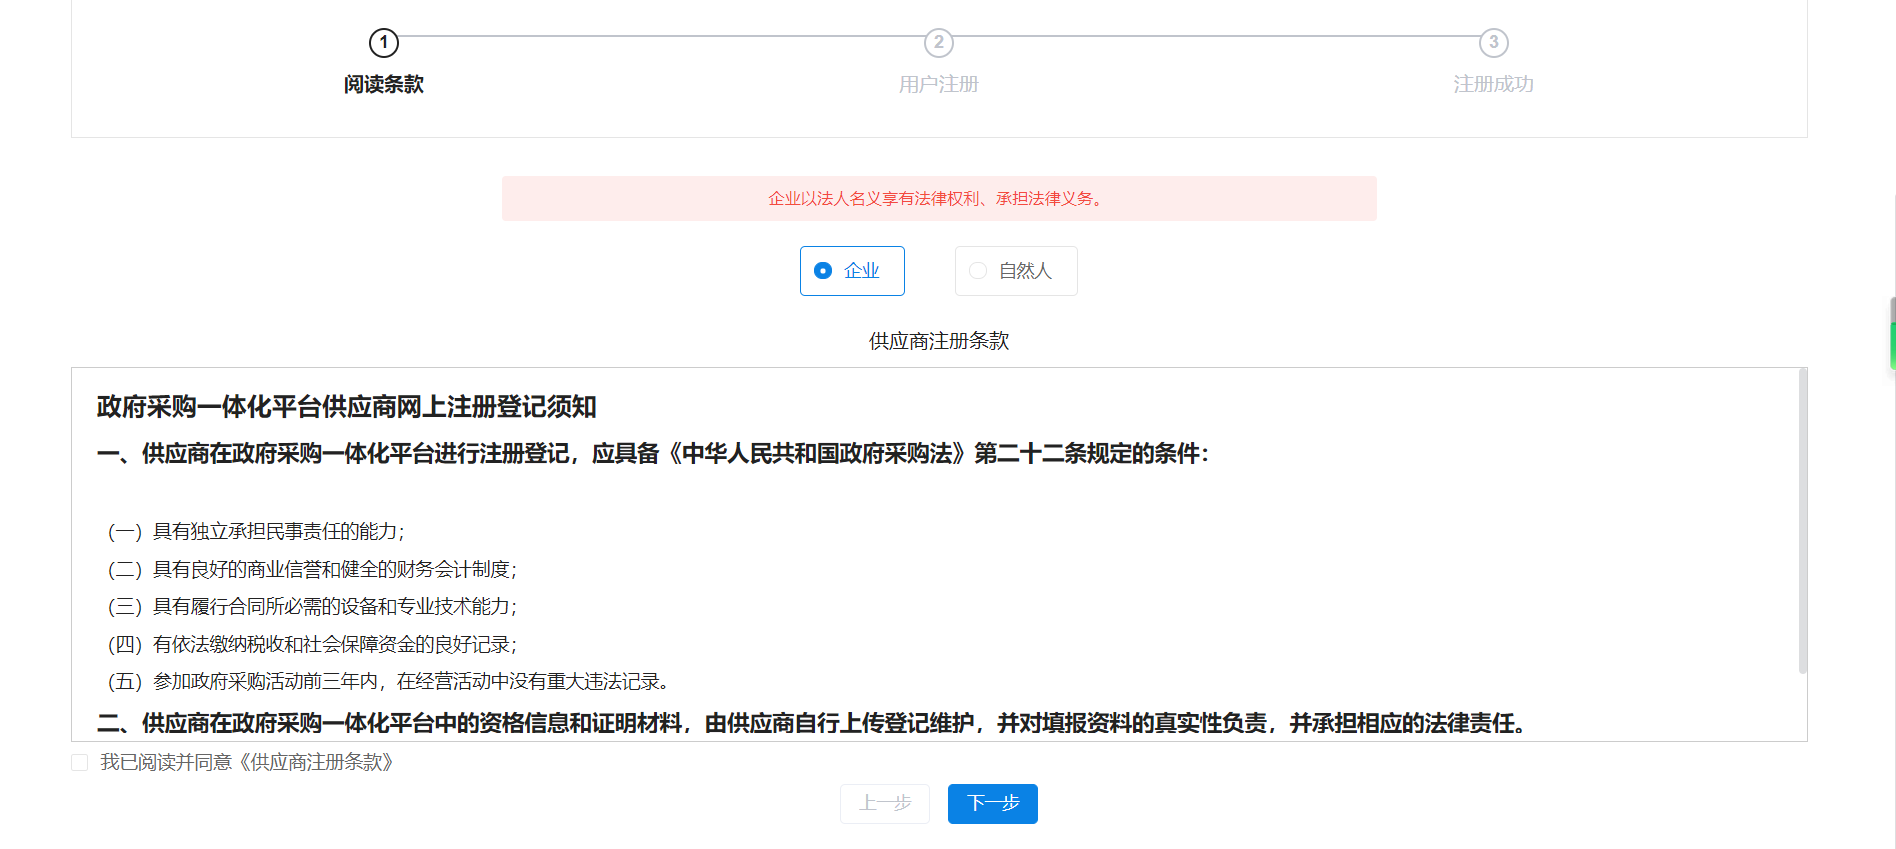 1
2
3
阅读条款
用户注册
注册成功
企业以法人名义享有法律权利、承担法律义务。
企业
自然人
供应商注册条款
政府采购一体化平台供应商网上注册登记须知
一、供应商在政府采购一体化平台进行注册登记，应具备《中华人民共和国政府采购法》第二十二条规定的条件：
（一）具有独立承担民事责任的能力；
（二）具有良好的商业信誉和健全的财务会计制度；
（三）具有履行合同所必需的设备和专业技术能力；
（四）有依法缴纳税收和社会保障资金的良好记录；
（五）参加政府采购活动前三年内，在经营活动中没有重大违法记录。
二、供应商在政府采购一体化平台中的资格信息和证明材料，由供应商自行上传登记维护，并对填报资料的真实性负责，并承担相应的法律责任。
我已阅读并同意《供应商注册条款》
上一步
下一步